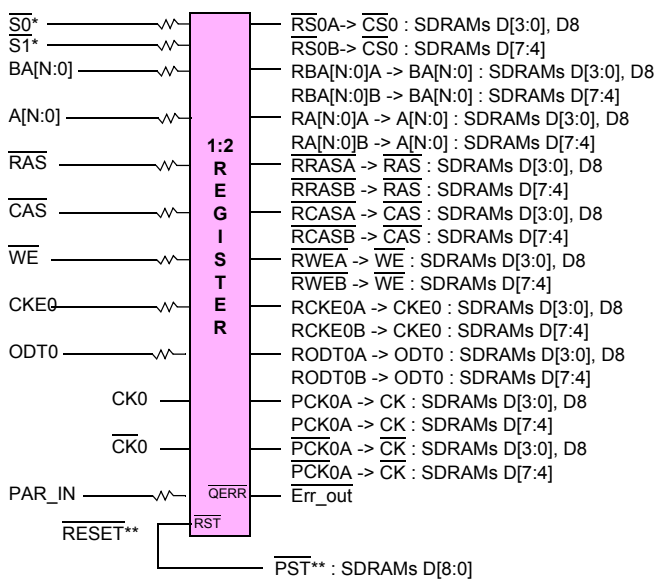 S0*
S1*
BA[N:0]
A[N:0]
RAS
CAS
WE
CKE0
ODT0
CK0
CK0
PAR_IN
RESET**
1:2
R
E
G
I
S
T
E
R
QERR
RST
RS0A-> CS0 : SDRAMs D[3:0], D8
RS0B-> CS0 : SDRAMs D[7:4]
RBA[N:0]A -> BA[N:0] : SDRAMs D[3:0], D8
RBA[N:0]B -> BA[N:0] : SDRAMs D[7:4]
RA[N:0]A -> A[N:0] : SDRAMs D[3:0], D8
RA[N:0]B -> A[N:0] : SDRAMs D[7:4]
RRASA -> RAS : SDRAMs D[3:0], D8
RRASB -> RAS : SDRAMs D[7:4]
RCASA -> CAS : SDRAMs D[3:0], D8
RCASB -> CAS : SDRAMs D[7:4]
RWEA -> WE : SDRAMs D[3:0], D8
RWEB -> WE : SDRAMs D[7:4]
RCKE0A -> CKE0 : SDRAMs D[3:0], D8
RCKE0B -> CKE0 : SDRAMs D[7:4]
RODT0A -> ODT0 : SDRAMs D[3:0], D8
RODT0B -> ODT0 : SDRAMs D[7:4]
PCK0A -> CK : SDRAMs D[3:0], D8
PCK0A -> CK : SDRAMs D[7:4]
PCK0A -> CK : SDRAMs D[3:0], D8
PCK0A -> CK : SDRAMs D[7:4]
Err_out
PST** : SDRAMs D[8:0]